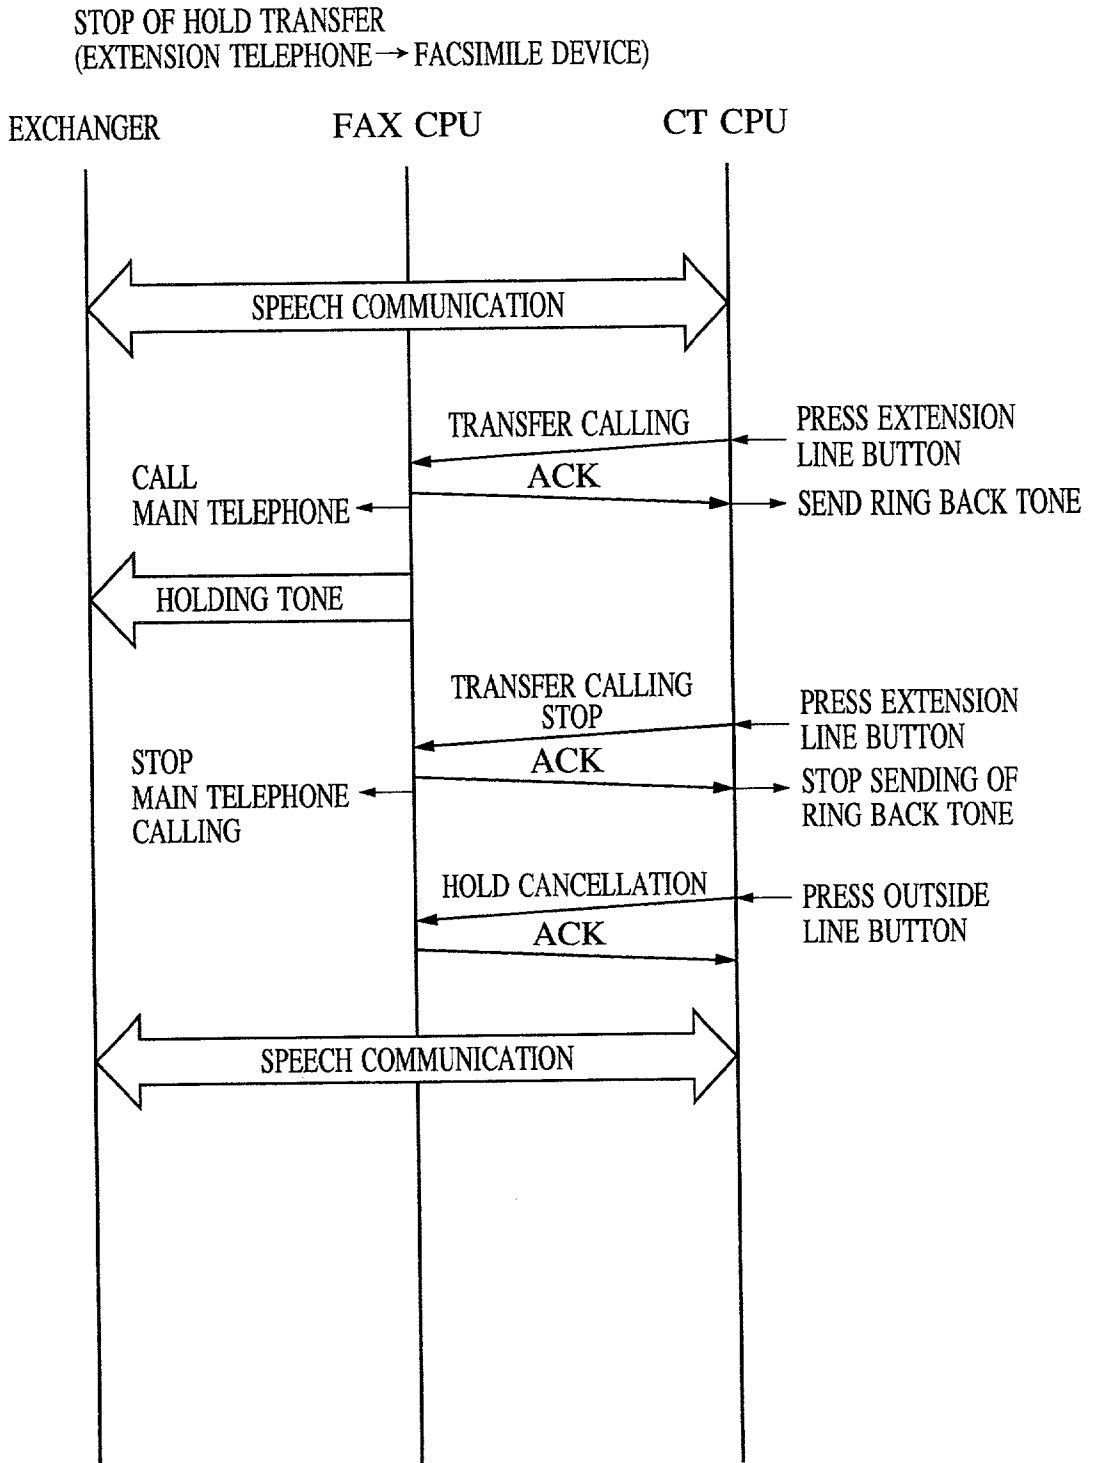 STOP OF HOLD TRANSFER
(EXTENSION TELEPHONE→FACSIMILE DEVICE)
EXCHANGER
FAX CPU
CT CPU
SPEECH COMMUNICATION
TRANSFER CALLING
PRESS EXTENSION
LINE BUTTON
CALL
MAIN TELEPHONE
ACK
SEND RING BACK TONE
HOLDING TONE
TRANSFER CALLING
STOP
PRESS EXTENSION
LINE BUTTON
STOP
MAIN TELEPHONE
CALLING
ACK
STOP SENDING OF
RING BACK TONE
HOLD CANCELLATION
PRESS OUTSIDE
LINE BUTTON
ACK
SPEECH COMMUNICATION